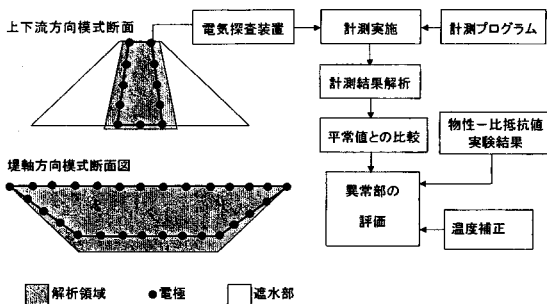 上下流方向模式断面
電気探査装置
計測実施
計測プログラム
計測結果解析
平常値との比較
物性ー比抵抗値
実験結果
堤軸方向模式断面図
異常部の
評価
温度補正
解析領域
電極
遮水部